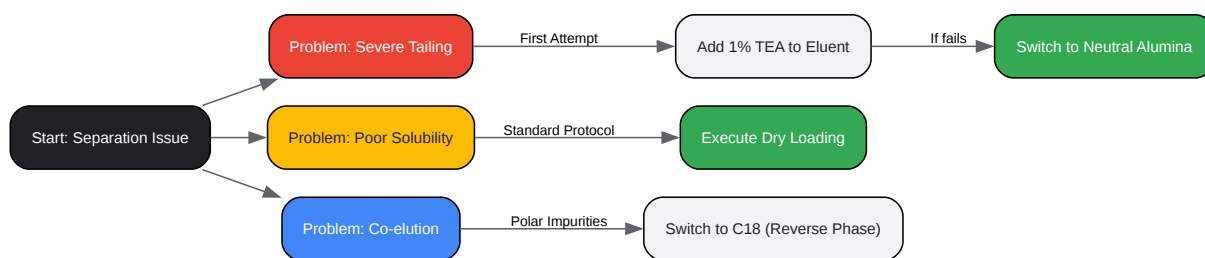 Problem: Severe Tailing
First Attempt
Add 1% TEA to Eluent
If fails
Switch to Neutral Alumina
Start: Separation Issue
Problem: Poor Solubility
Standard Protocol
Execute Dry Loading
Problem: Co-elution
Polar Impurities
Switch to C18 (Reverse Phase)